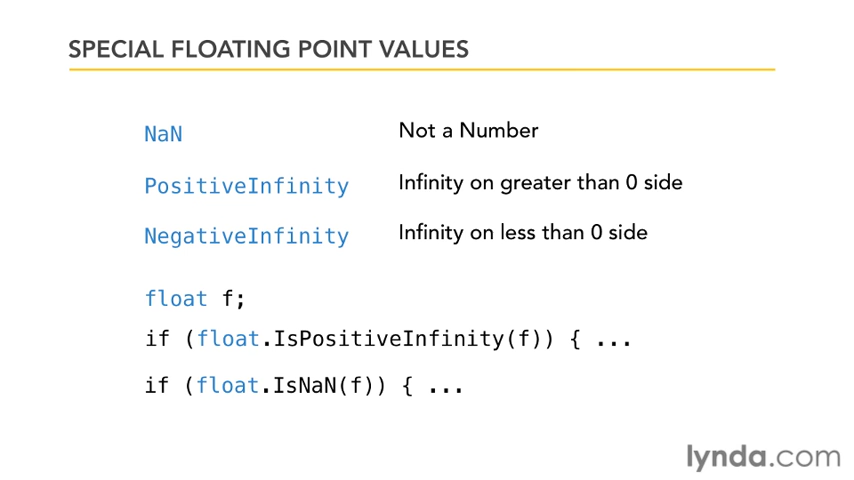 SPECIAL FLOATING POINT VALUES
NaN Not a Number
PositiveInfinity Infinity on greater than 0 side
NegativeInfinity Infinity on less than 0 side
float f;
if (float.IsPositiveInfinity(f)) { ...
if (float.IsNaN(f)) { ...
lynda.com